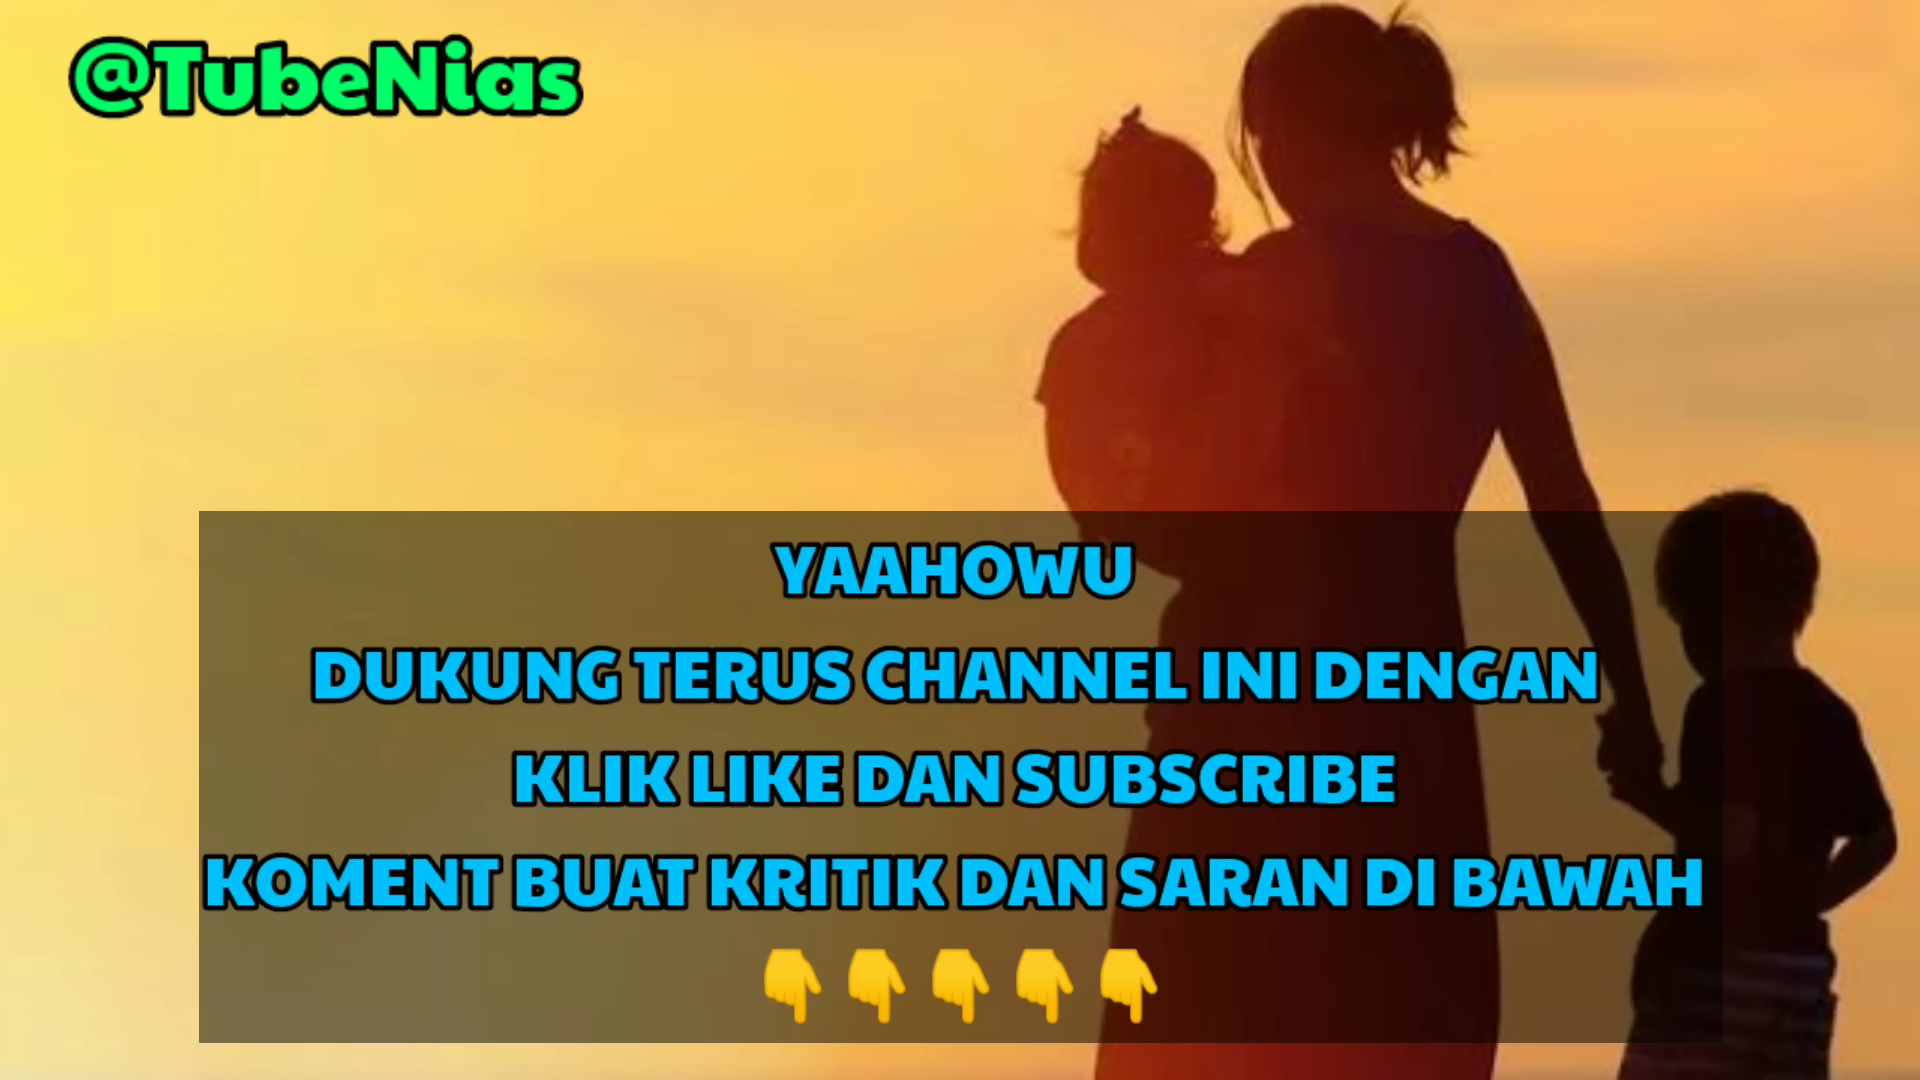 @TubeNias
YAAHOWU
DUKUNG TERUS CHANNEL INI DENGAN
KLIK LIKE DAN SUBSCRIBE
KOMENT BUAT KRITIK DAN SARAN DI BAWAH
👇👇👇👇👇